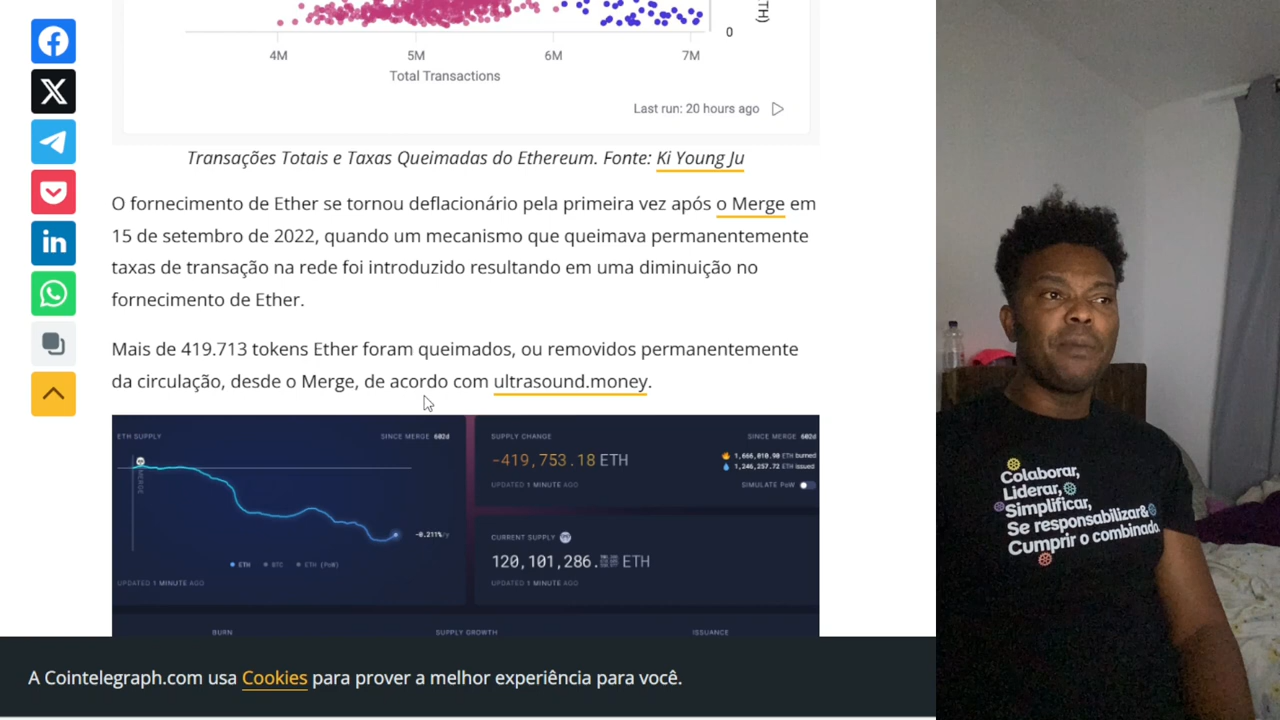 TH)
0
4M 5M 6M 7M
Total Transactions
Last run: 20 hours ago
Transações Totais e Taxas Queimadas do Ethereum. Fonte: Ki Young Ju
O fornecimento de Ether se tornou deflacionário pela primeira vez após o Merge em
15 de setembro de 2022, quando um mecanismo que queimava permanentemente
taxas de transação na rede foi introduzido resultando em uma diminuição no
fornecimento de Ether.
Mais de 419.713 tokens Ether foram queimados, ou removidos permanentemente
da circulação, desde o Merge, de acordo com ultrasound.money.
ETH SUPPLY SINCE MERGE 602d
MERGE
-0.211%/y
ETH BTC ETH (PoW)
UPDATED 1 MINUTE AGO
SUPPLY CHANGE SINCE MERGE 602d
-419,753.18 ETH
1,666,010.90 ETH burned
1,246,257.72 ETH issued
UPDATED 1 MINUTE AGO
SIMULATE PoW
CURRENT SUPPLY
120,101,286. ETH
UPDATED 1 MINUTE AGO
BURN SUPPLY GROWTH ISSUANCE
A Cointelegraph.com usa Cookies para prover a melhor experiência para você.
Colaborar,
Liderar,
Simplificar,
Se responsabilizar&
Cumprir o combinado.